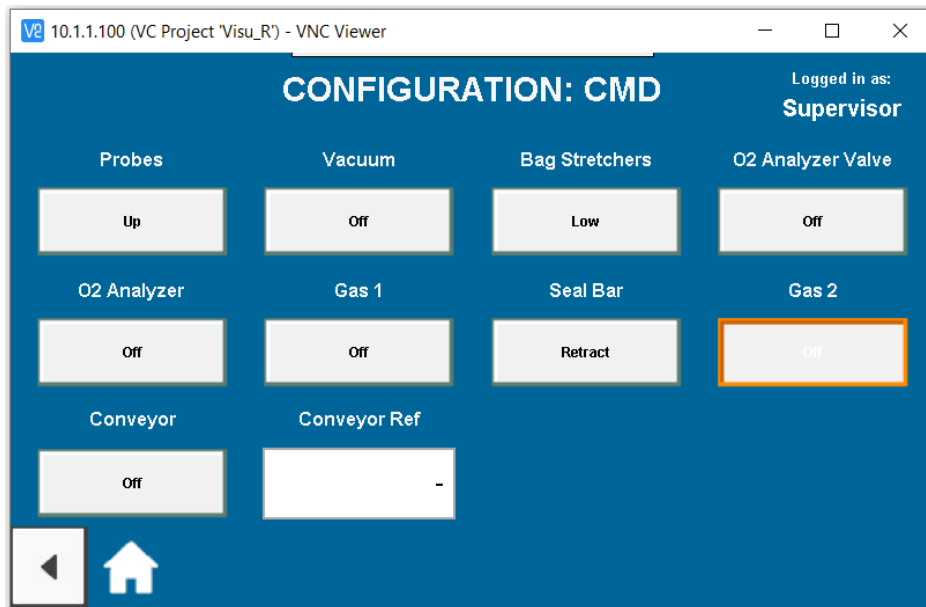 V2 10.1.1.100 (VC Project 'Visu_R') - VNC Viewer
CONFIGURATION: CMD
Logged in as:
Supervisor
Probes Vacuum Bag Stretchers O2 Analyzer Valve
Up Off Low Off
O2 Analyzer Gas 1 Seal Bar Gas 2
Off Off Retract Off
Conveyor Conveyor Ref
Off -